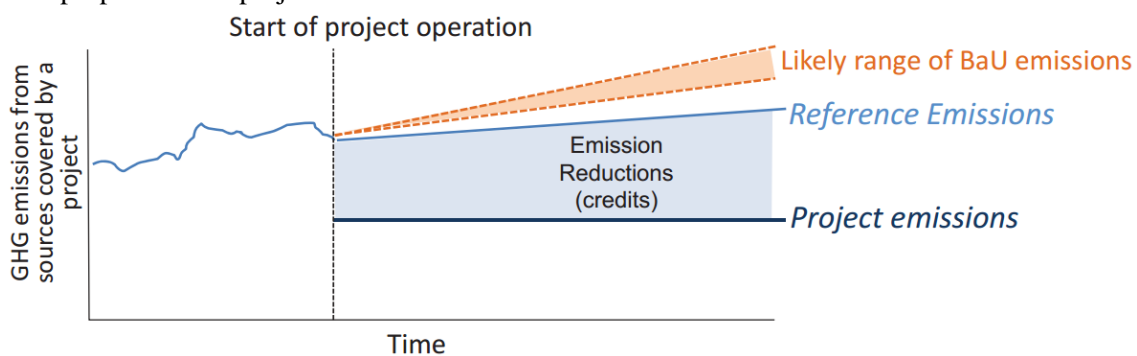 Start of project operation
GHG emissions from
sources covered by a
project
Likely range of BaU emissions
Reference Emissions
Emission
Reductions
(credits)
Project emissions
Time